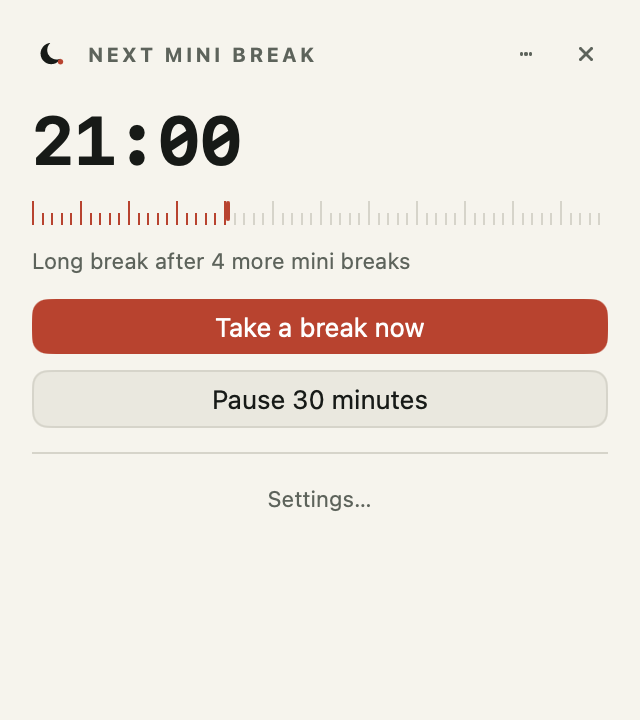 NEXT MINI BREAK
21:00
Long break after 4 more mini breaks
Take a break now
Pause 30 minutes
Settings...